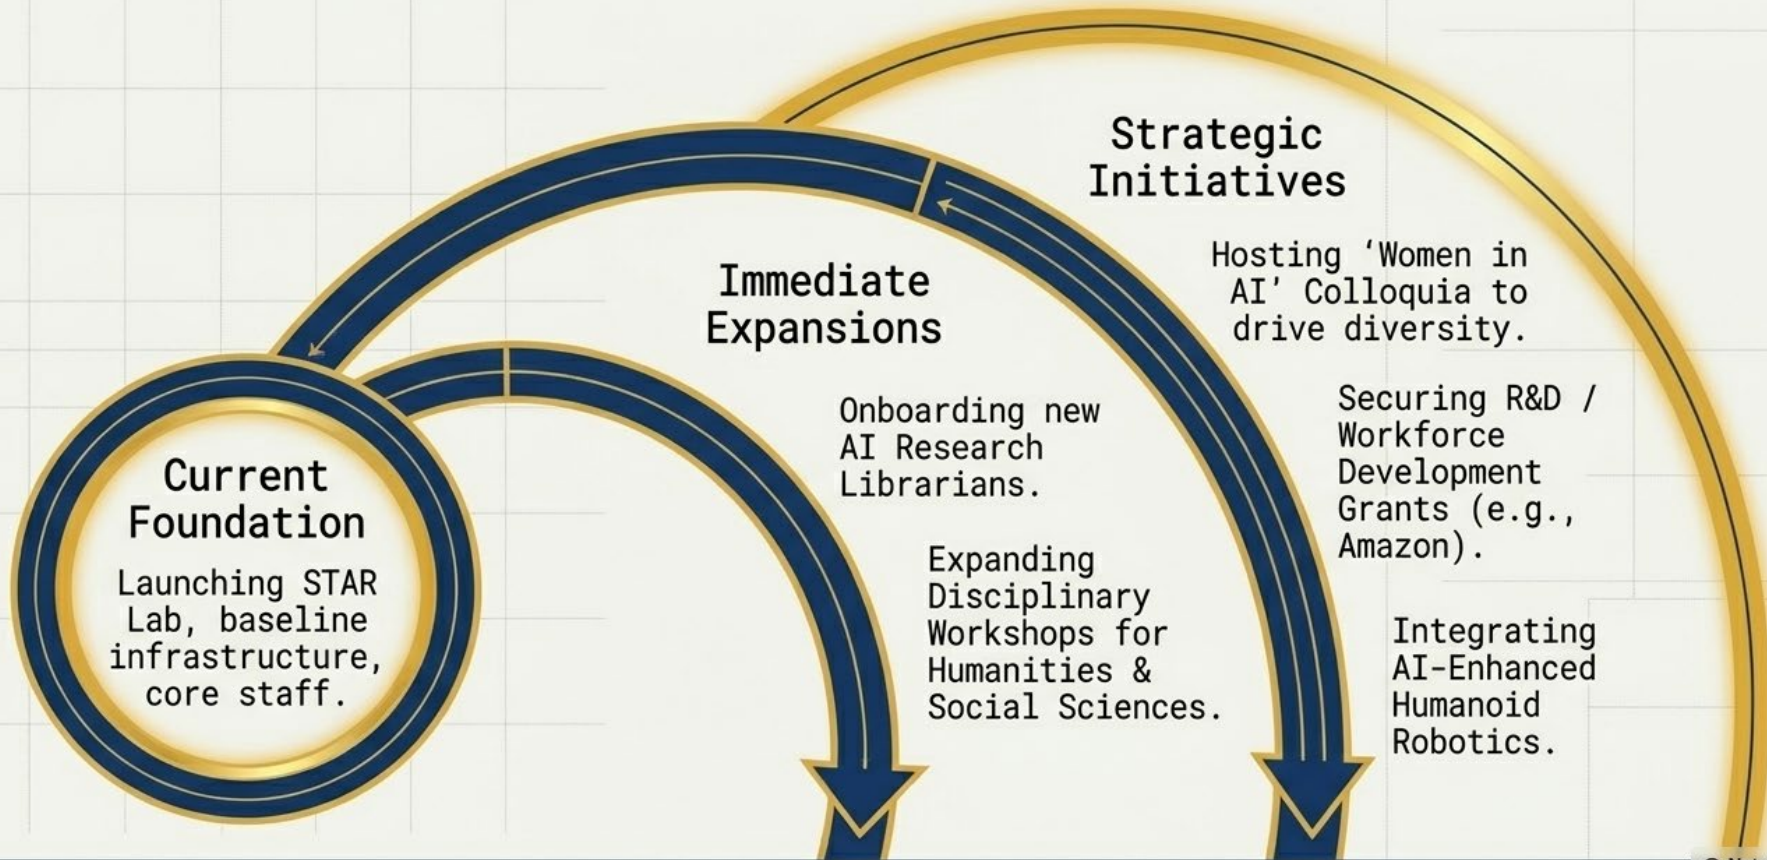 Current
Foundation
Launching STAR
Lab, baseline
infrastructure,
core staff.
Immediate
Expansions
Onboarding new
AI Research
Librarians.
Expanding
Disciplinary
Workshops for
Humanities &
Social Sciences.
Strategic
Initiatives
Hosting ‘Women in
AI’ Colloquia to
drive diversity.
Securing R&D /
Workforce
Development
Grants (e.g.,
Amazon).
Integrating
AI-Enhanced
Humanoid
Robotics.